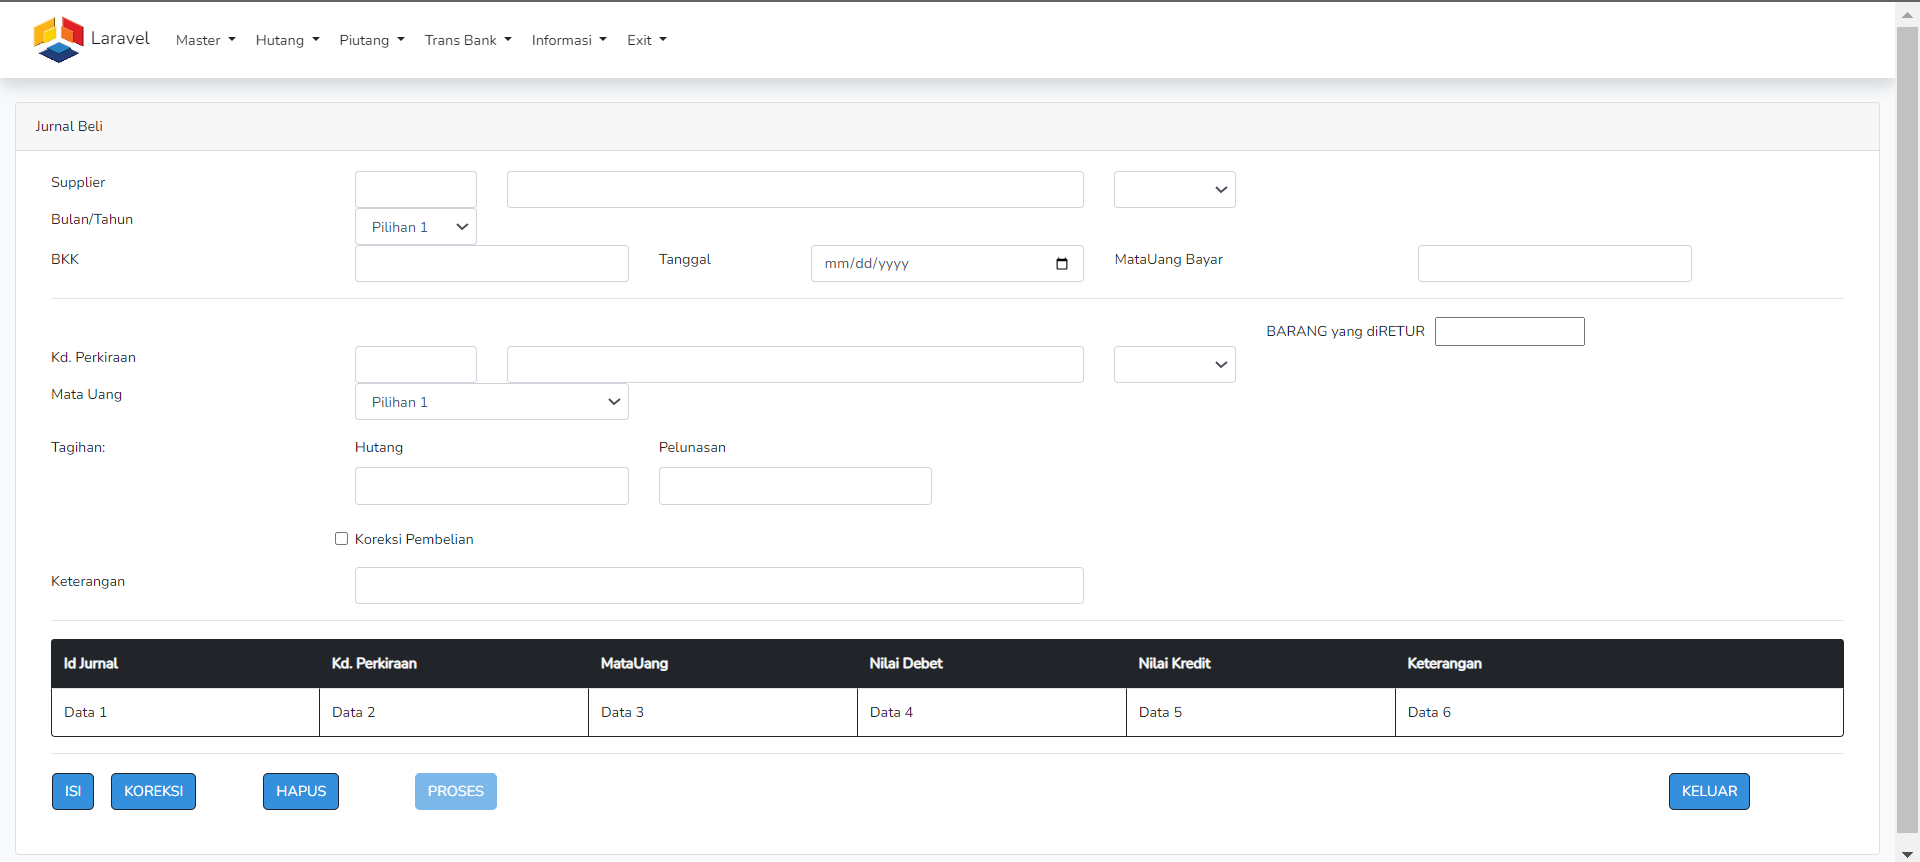 Laravel Master Hutang Piutang Trans Bank Informasi Exit
Jurnal Beli
Supplier
Bulan/Tahun Pilihan 1
BKK Tanggal mm/dd/yyyy MataUang Bayar
BARANG yang diRETUR
Kd. Perkiraan
Mata Uang Pilihan 1
Tagihan: Hutang Pelunasan
Koreksi Pembelian
Keterangan
Id Jurnal Kd. Perkiraan MataUang Nilai Debet Nilai Kredit Keterangan
Data 1 Data 2 Data 3 Data 4 Data 5 Data 6
ISI KOREKSI HAPUS PROSES KELUAR